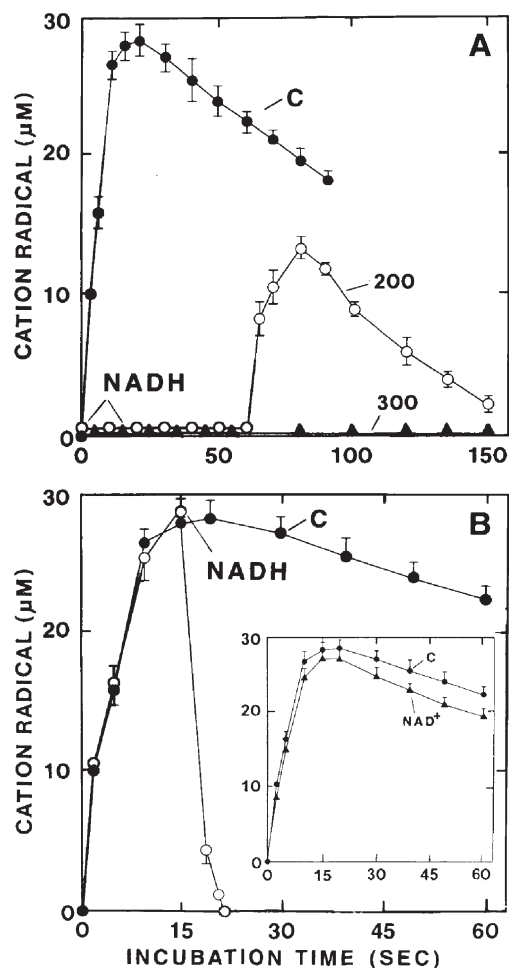 30
A
C
20
CATION RADICAL (µM)
200
10
NADH
300
0
0 50 100 150
30
B
C
NADH
20
CATION RADICAL (µM)
30
C
20
NAD+
10
10
0
0 15 30 45 60
0
0 15 30 45 60
INCUBATION TIME (SEC)